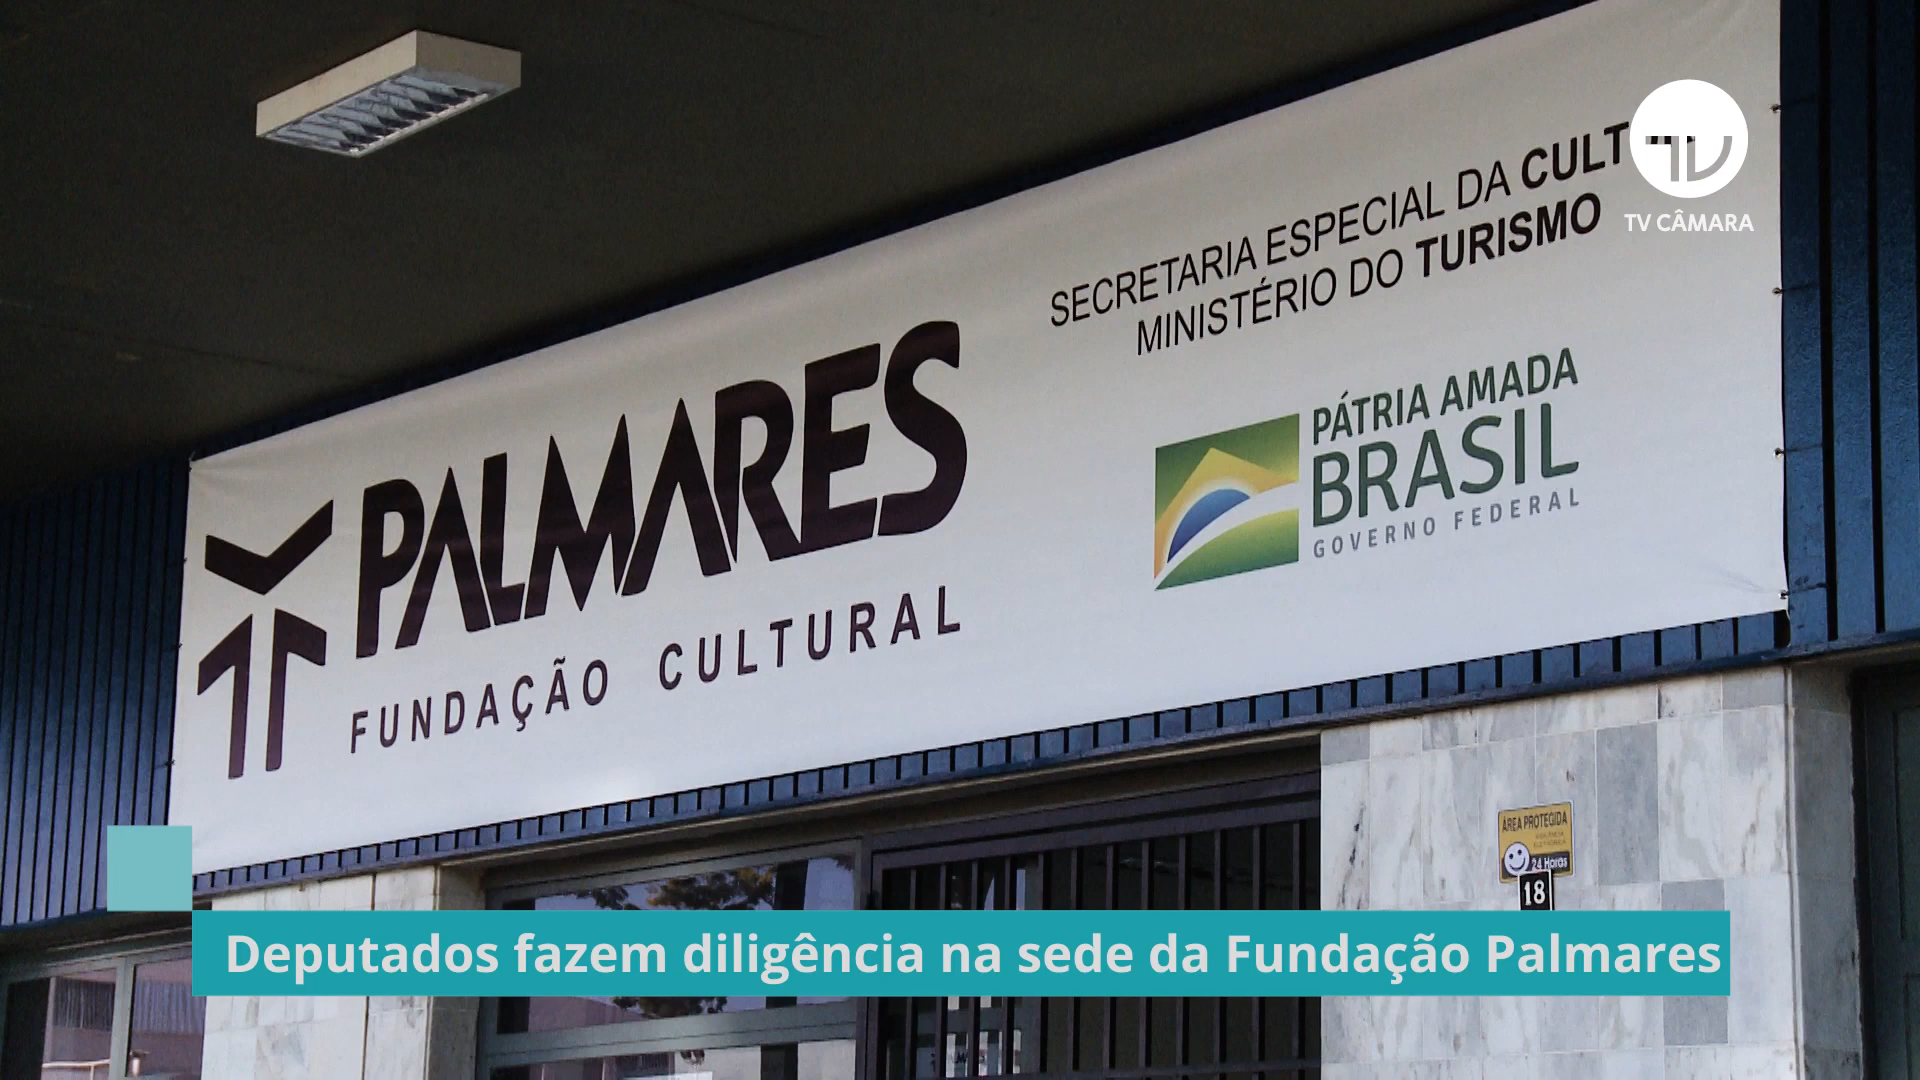 TV CÂMARA
SECRETARIA ESPECIAL DA CULT
MINISTÉRIO DO TURISMO
PALMARES
FUNDAÇÃO CULTURAL
PÁTRIA AMADA
BRASIL
GOVERNO FEDERAL
ÁREA PROTEGIDA
24 Horas
18
Deputados fazem diligência na sede da Fundação Palmares